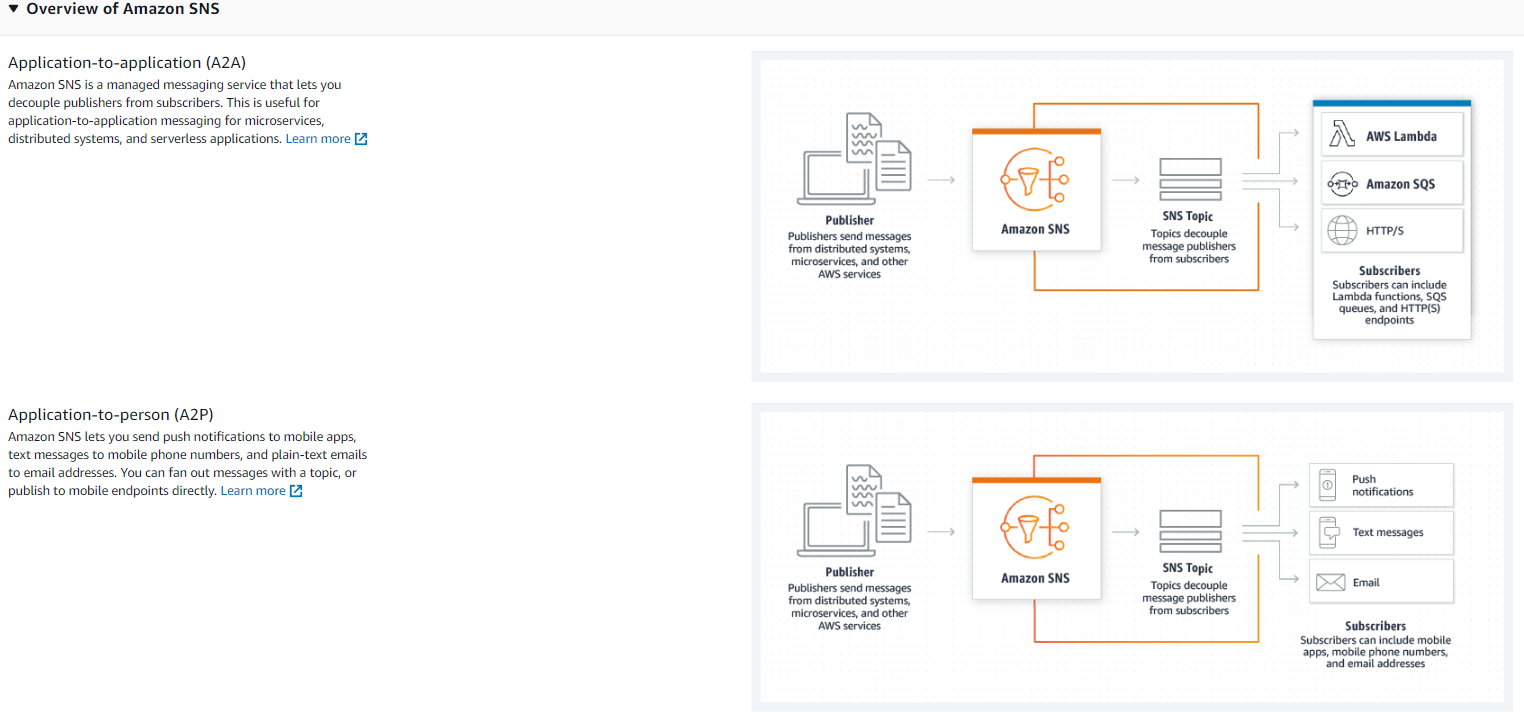 Overview of Amazon SNS
Application-to-application (A2A)
Amazon SNS is a managed messaging service that lets you
decouple publishers from subscribers. This is useful for
application-to-application messaging for microservices,
distributed systems, and serverless applications. Learn more
Publisher
Publishers send messages
from distributed systems,
microservices, and other
AWS services
Amazon SNS
SNS Topic
Topics decouple
message publishers
from subscribers
AWS Lambda
Amazon SQS
HTTP/S
Subscribers
Subscribers can include
Lambda functions, SQS
queues, and HTTP(S)
endpoints
Application-to-person (A2P)
Amazon SNS lets you send push notifications to mobile apps,
text messages to mobile phone numbers, and plain-text emails
to email addresses. You can fan out messages with a topic, or
publish to mobile endpoints directly. Learn more
Publisher
Publishers send messages
from distributed systems,
microservices, and other
AWS services
Amazon SNS
SNS Topic
Topics decouple
message publishers
from subscribers
Push
notifications
Text messages
Email
Subscribers
Subscribers can include mobile
apps, mobile phone numbers,
and email addresses